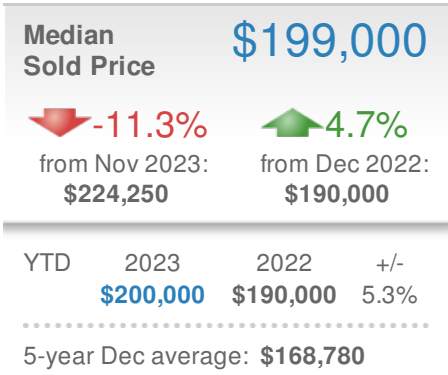 Median
Sold Price
$199,000
-11.3%
from Nov 2023:
$224,250
4.7%
from Dec 2022:
$190,000
YTD 2023 2022 +/-
$200,000 $190,000 5.3%
5-year Dec average: $168,780